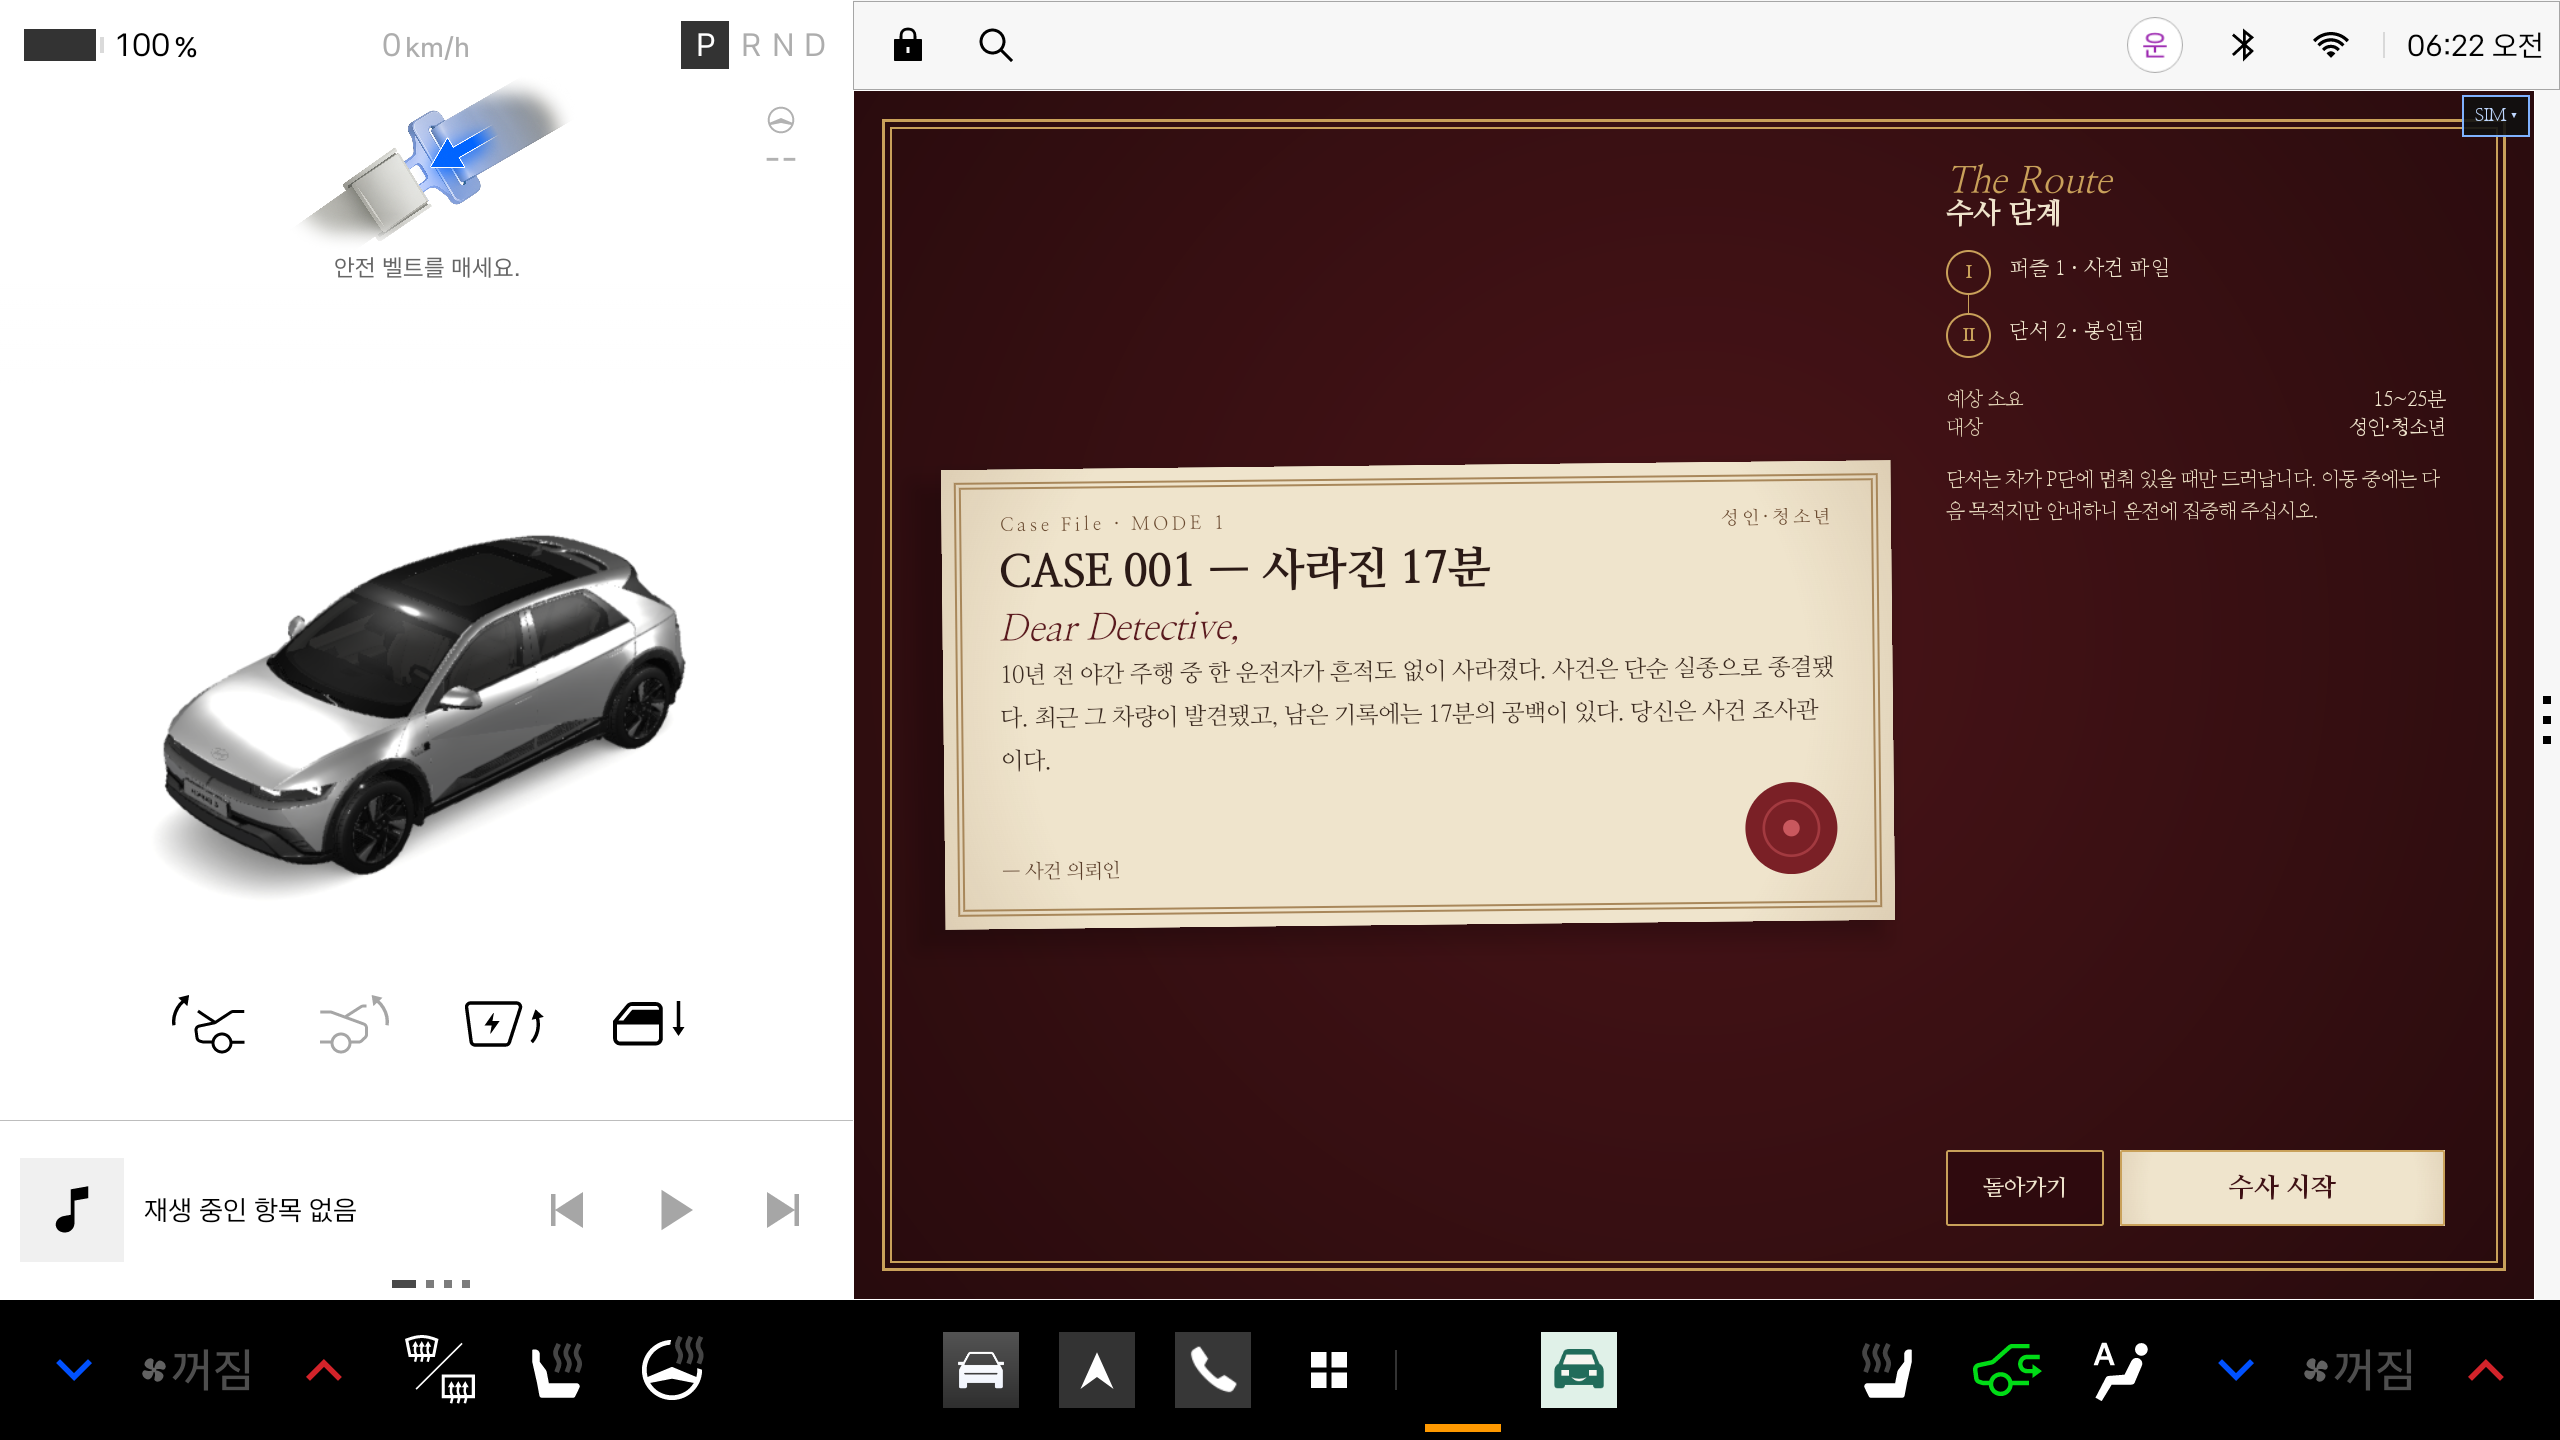 100 %
0 km/h
P R N D
06:22 오전
운
SIM
안전 벨트를 매세요.
The Route
수사 단계
I 퍼즐 1 · 사건 파일
II 단서 2 · 봉인됨
예상 소요 15~25분
대상 성인·청소년
단서는 차가 P단에 멈춰 있을 때만 드러납니다. 이동 중에는 다
음 목적지만 안내하니 운전에 집중해 주십시오.
Case File · MODE 1
성인·청소년
CASE 001 — 사라진 17분
Dear Detective,
10년 전 야간 주행 중 한 운전자가 흔적도 없이 사라졌다. 사건은 단순 실종으로 종결됐
다. 최근 그 차량이 발견됐고, 남은 기록에는 17분의 공백이 있다. 당신은 사건 조사관
이다.
— 사건 의뢰인
돌아가기
수사 시작
재생 중인 항목 없음
꺼짐
A
꺼짐